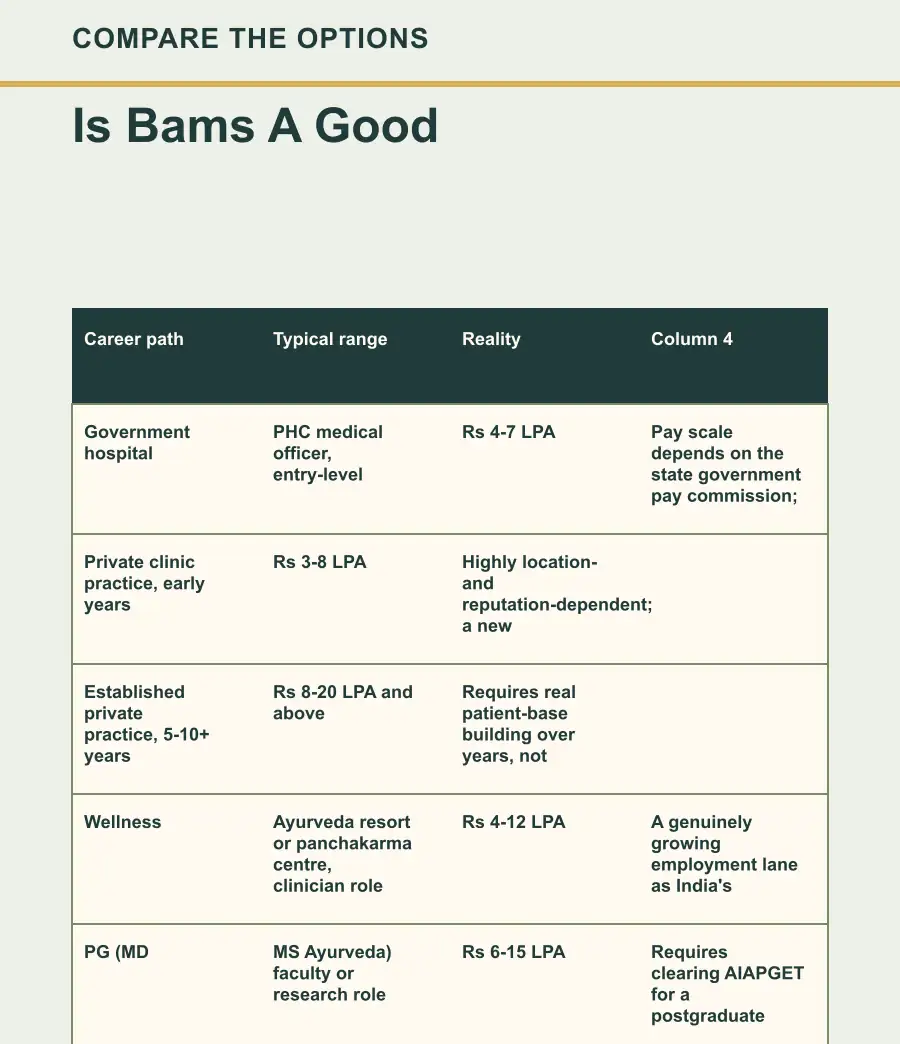 COMPARE THE OPTIONS
Is Bams A Good
Career path Typical range Reality Column 4
Government
hospital
PHC medical
officer,
entry-level
Rs 4-7 LPA
Pay scale
depends on the
state government
pay commission;
Private clinic
practice, early
years
Rs 3-8 LPA
Highly location-
and
reputation-dependent;
a new
Established
private
practice, 5-10+
years
Rs 8-20 LPA and
above
Requires real
patient-base
building over
years, not
Wellness
Ayurveda resort
or panchakarma
centre,
clinician role
Rs 4-12 LPA
A genuinely
growing
employment lane
as India's
PG (MD
MS Ayurveda)
faculty or
research role
Rs 6-15 LPA
Requires
clearing AIAPGET
for a
postgraduate